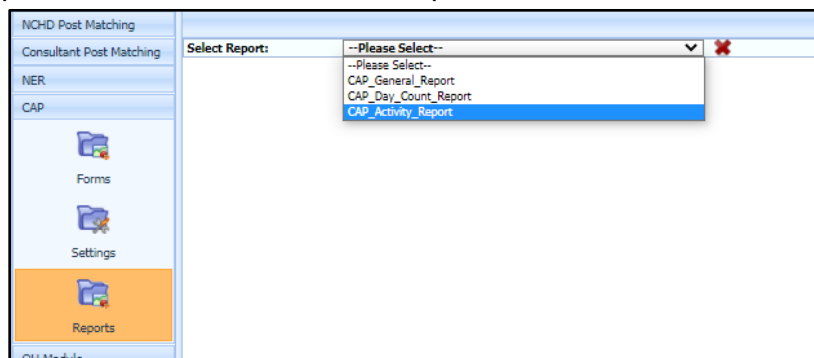 NCHD Post Matching
Consultant Post Matching
NER
CAP
Forms
Settings
Reports
Select Report:
--Please Select--
--Please Select--
CAP_General_Report
CAP_Day_Count_Report
CAP_Activity_Report